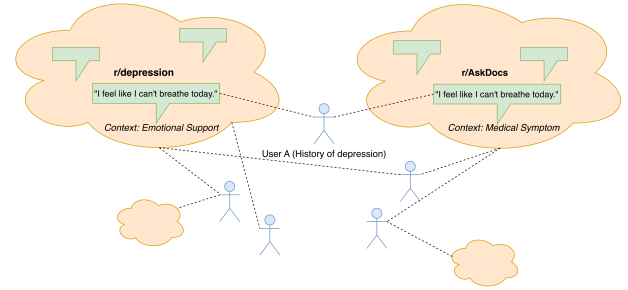 r/depression
"I feel like I can't breathe today."
Context: Emotional Support
r/AskDocs
"I feel like I can't breathe today."
Context: Medical Symptom
User A (History of depression)